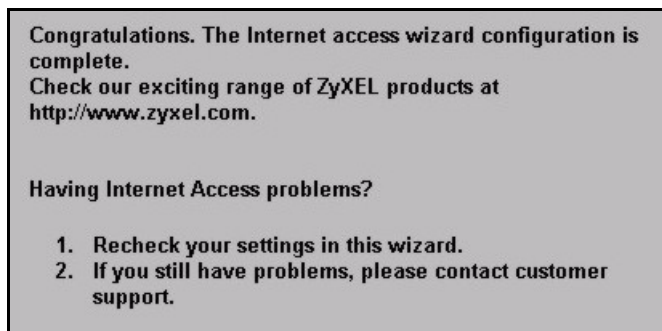 Congratulations. The Internet access wizard configuration is
complete.
Check our exciting range of ZyXEL products at
http://www.zyxel.com.
Having Internet Access problems?
1. Recheck your settings in this wizard.
2. If you still have problems, please contact customer
support.